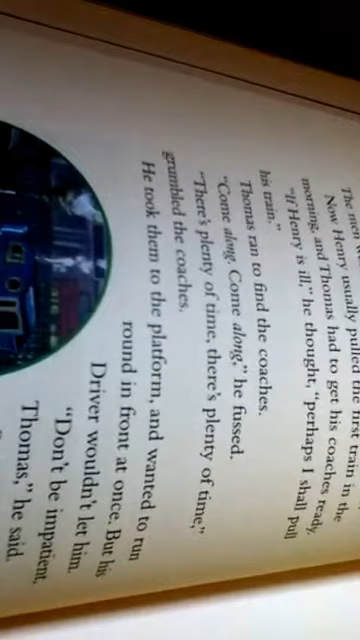 The men
Now Henry usually pulled the first train in the
morning, and Thomas had to get his coaches ready.
"If Henry is ill," he thought, "perhaps I shall pull
his train."
Thomas ran to find the coaches.
"Come along. Come along," he fussed.
"There's plenty of time, there's plenty of time,"
grumbled the coaches.
He took them to the platform, and wanted to run
round in front at once. But his
Driver wouldn't let him.
"Don't be impatient,
Thomas," he said.